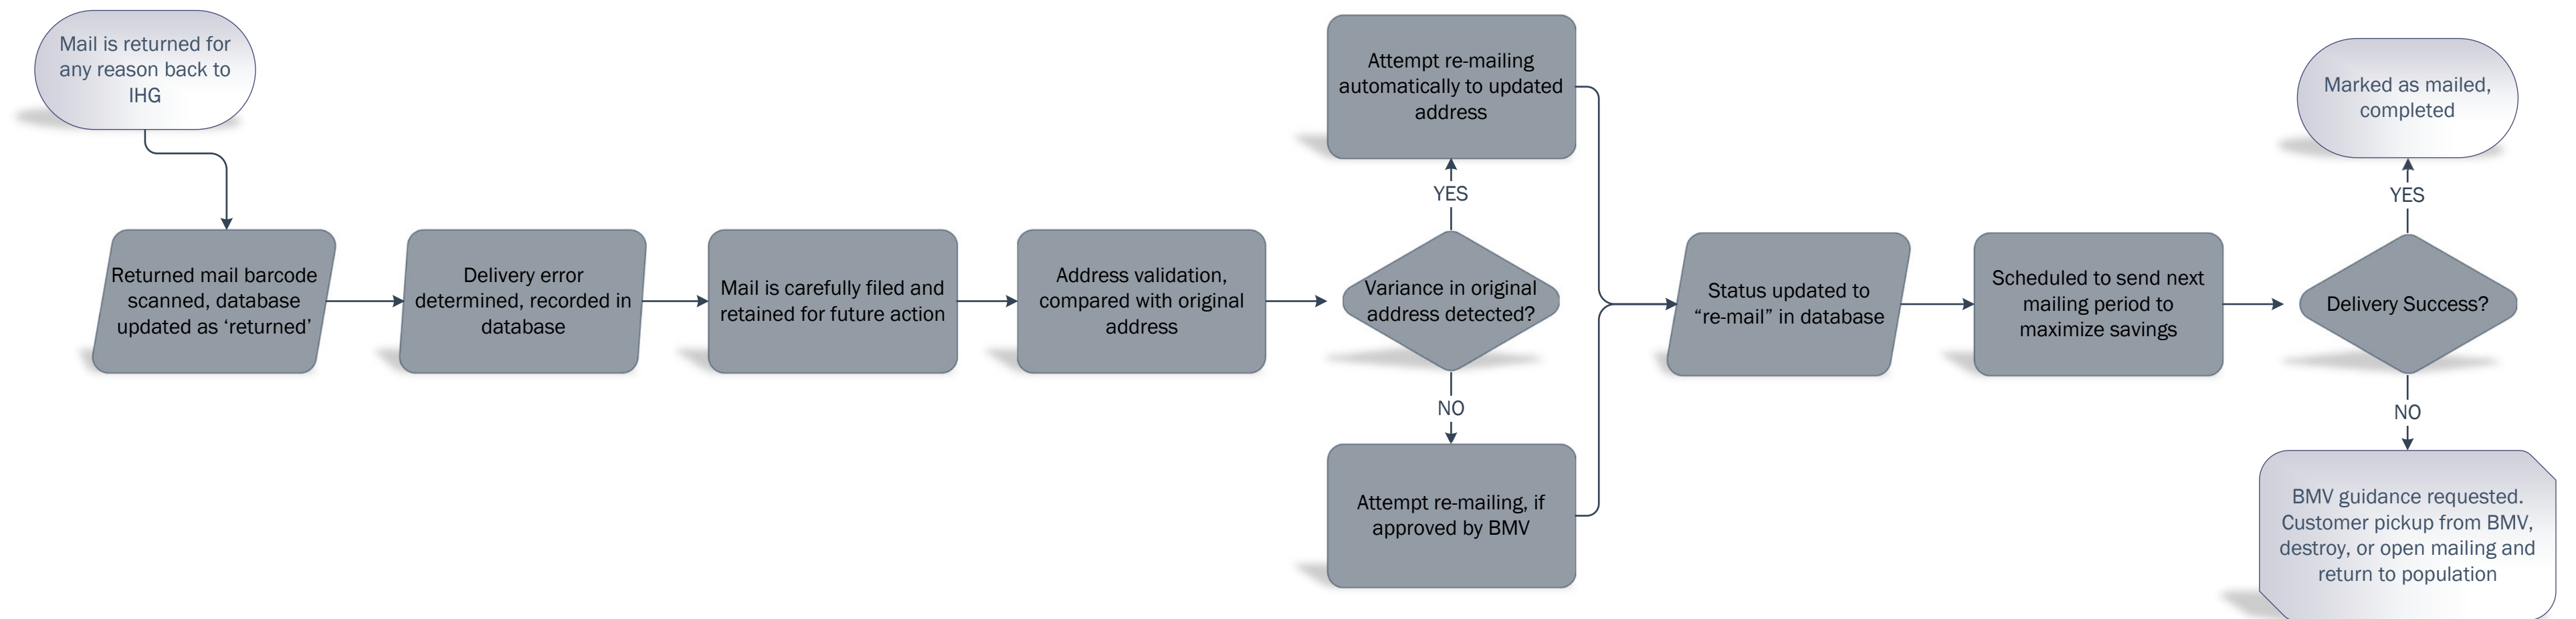 Mail is returned for
any reason back to
IHG
Returned mail barcode
scanned, database
updated as ‘returned’
Delivery error
determined, recorded in
database
Mail is carefully filed and
retained for future action
Address validation,
compared with original
address
Attempt re-mailing
automatically to updated
address
YES
Variance in original
address detected?
NO
Attempt re-mailing, if
approved by BMV
Status updated to
“re-mail” in database
Scheduled to send next
mailing period to
maximize savings
Marked as mailed,
completed
YES
Delivery Success?
NO
BMV guidance requested.
Customer pickup from BMV,
destroy, or open mailing and
return to population